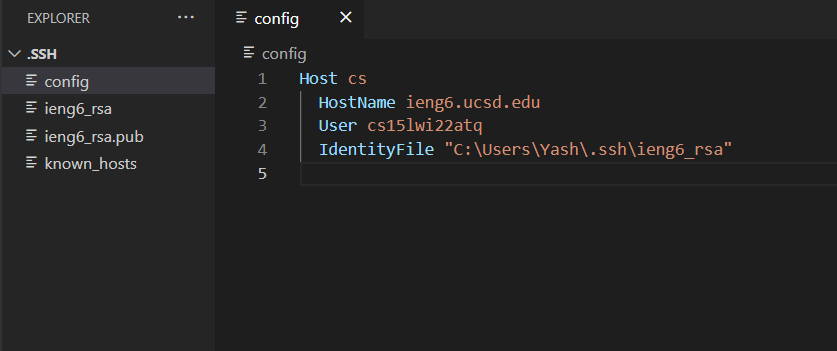 EXPLORER ...
.SSH
config
ieng6_rsa
ieng6_rsa.pub
known_hosts
config ×
config
1 Host cs
2   HostName ieng6.ucsd.edu
3   User cs15lwi22atq
4   IdentityFile "C:\Users\Yash\.ssh\ieng6_rsa"
5